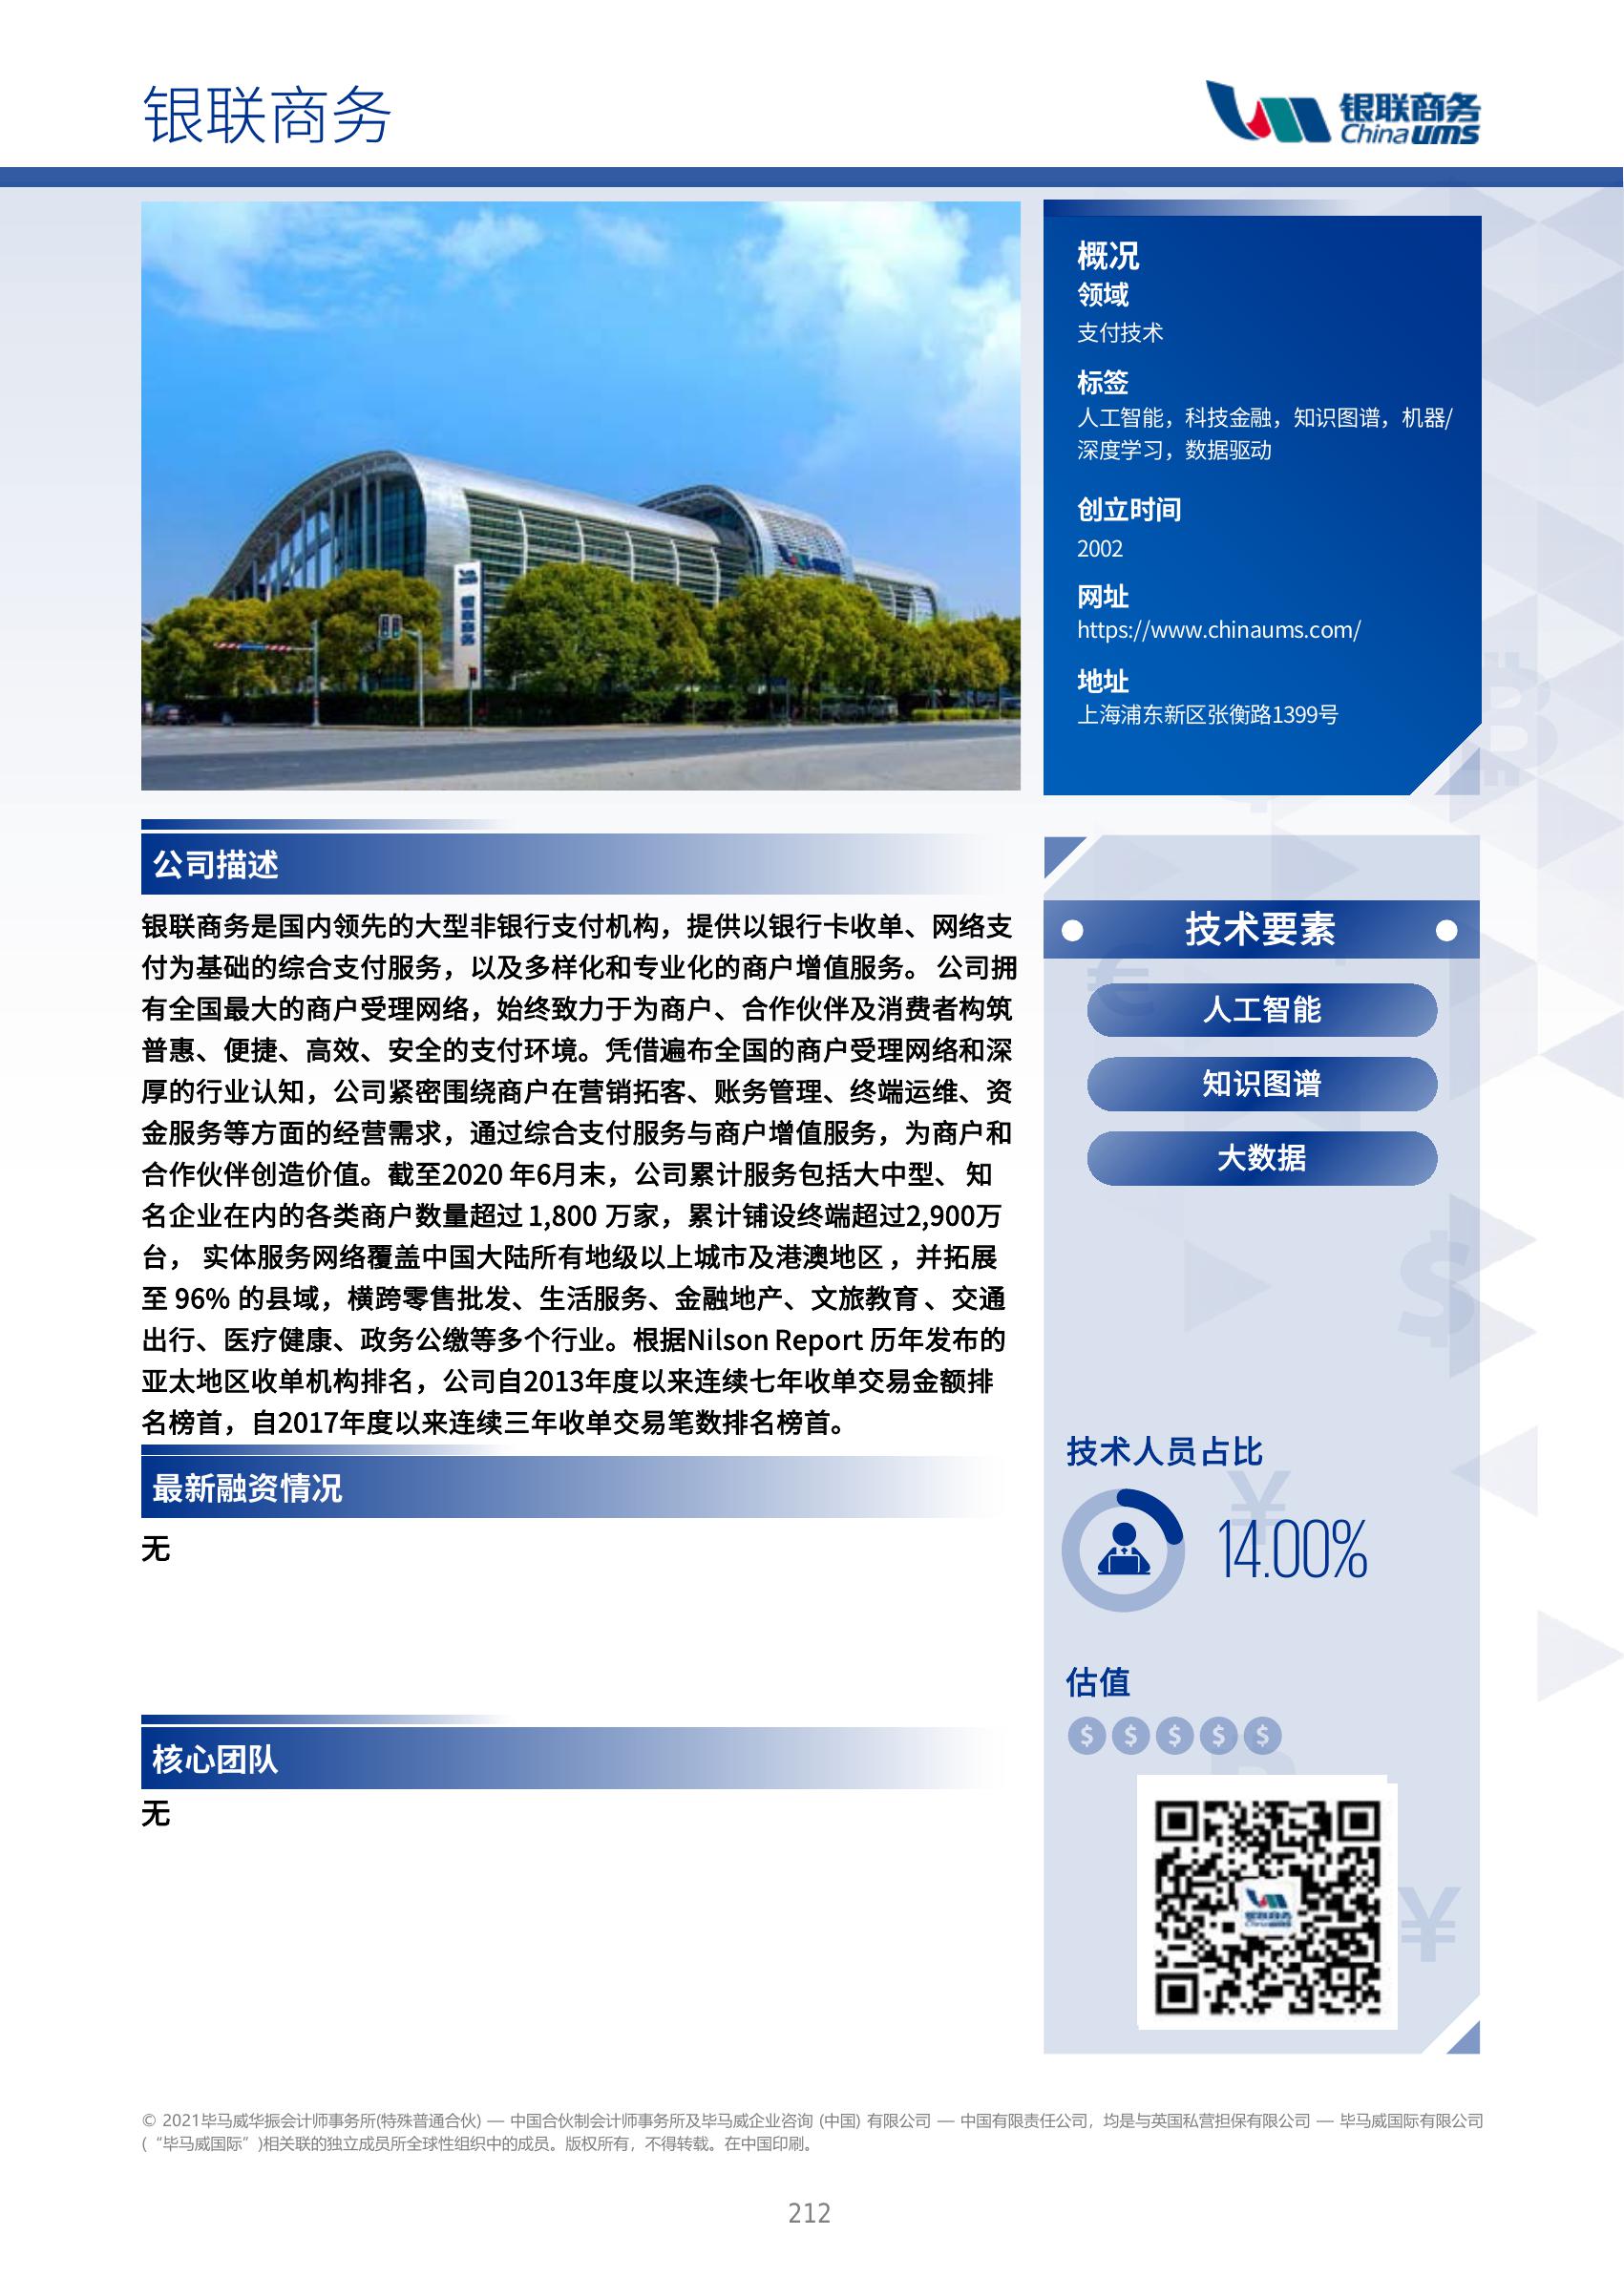 银联商务
银联商务
China ums
概况
领域
支付技术
标签
人工智能，科技金融，知识图谱，机器/
深度学习，数据驱动
创立时间
2002
网址
https://www.chinaums.com/
地址
上海浦东新区张衡路1399号
银联商务
公司描述
银联商务是国内领先的大型非银行支付机构，提供以银行卡收单、网络支
付为基础的综合支付服务，以及多样化和专业化的商户增值服务。 公司拥
有全国最大的商户受理网络，始终致力于为商户、合作伙伴及消费者构筑
普惠、便捷、高效、安全的支付环境。凭借遍布全国的商户受理网络和深
厚的行业认知，公司紧密围绕商户在营销拓客、账务管理、终端运维、资
金服务等方面的经营需求，通过综合支付服务与商户增值服务，为商户和
合作伙伴创造价值。截至2020 年6月末，公司累计服务包括大中型、 知
名企业在内的各类商户数量超过 1,800 万家，累计铺设终端超过2,900万
台， 实体服务网络覆盖中国大陆所有地级以上城市及港澳地区 ，并拓展
至 96% 的县域，横跨零售批发、生活服务、金融地产、文旅教育 、交通
出行、医疗健康、政务公缴等多个行业。根据Nilson Report 历年发布的
亚太地区收单机构排名，公司自2013年度以来连续七年收单交易金额排
名榜首，自2017年度以来连续三年收单交易笔数排名榜首。
最新融资情况
无
核心团队
无
技术要素
人工智能
知识图谱
大数据
技术人员占比
14.00%
估值
$ $ $ $ $
银联商务
China ums
© 2021毕马威华振会计师事务所(特殊普通合伙) — 中国合伙制会计师事务所及毕马威企业咨询 (中国) 有限公司 — 中国有限责任公司，均是与英国私营担保有限公司 — 毕马威国际有限公司
(“毕马威国际”)相关联的独立成员所全球性组织中的成员。版权所有，不得转载。在中国印刷。
212